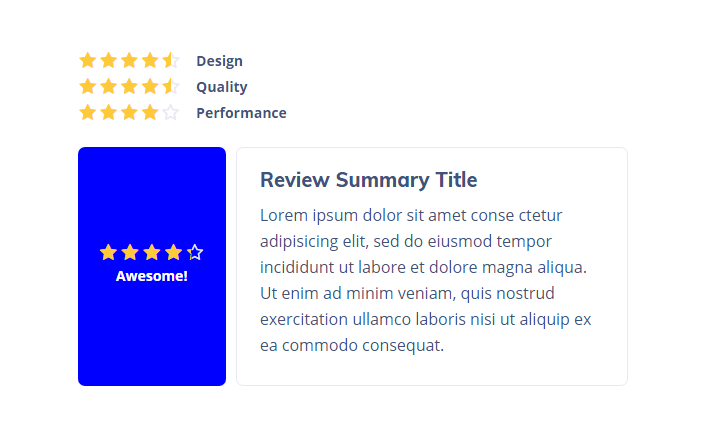 Design
Quality
Performance
Awesome!
Review Summary Title
Lorem ipsum dolor sit amet conse ctetur
adipisicing elit, sed do eiusmod tempor
incididunt ut labore et dolore magna aliqua.
Ut enim ad minim veniam, quis nostrud
exercitation ullamco laboris nisi ut aliquip ex
ea commodo consequat.